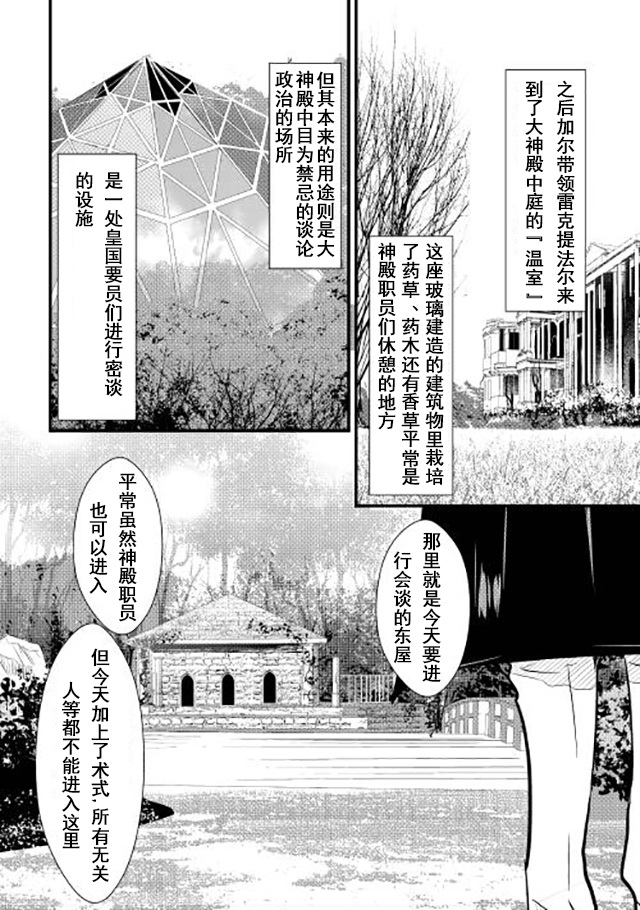 之后加尔带领雷克提法尔来
到了大神殿中庭的『温室』
这座玻璃建造的建筑物里栽培
了药草、药木还有香草平常是
神殿职员们休憩的地方
但其本来的用途则是大
神殿中目为禁忌的谈论
政治的场所
是一处皇国要员们进行密谈
的设施
那里就是今天要进
行会谈的东屋
平常虽然神殿职员
也可以进入
但今天加上了术式,所有无关
人等都不能进入这里